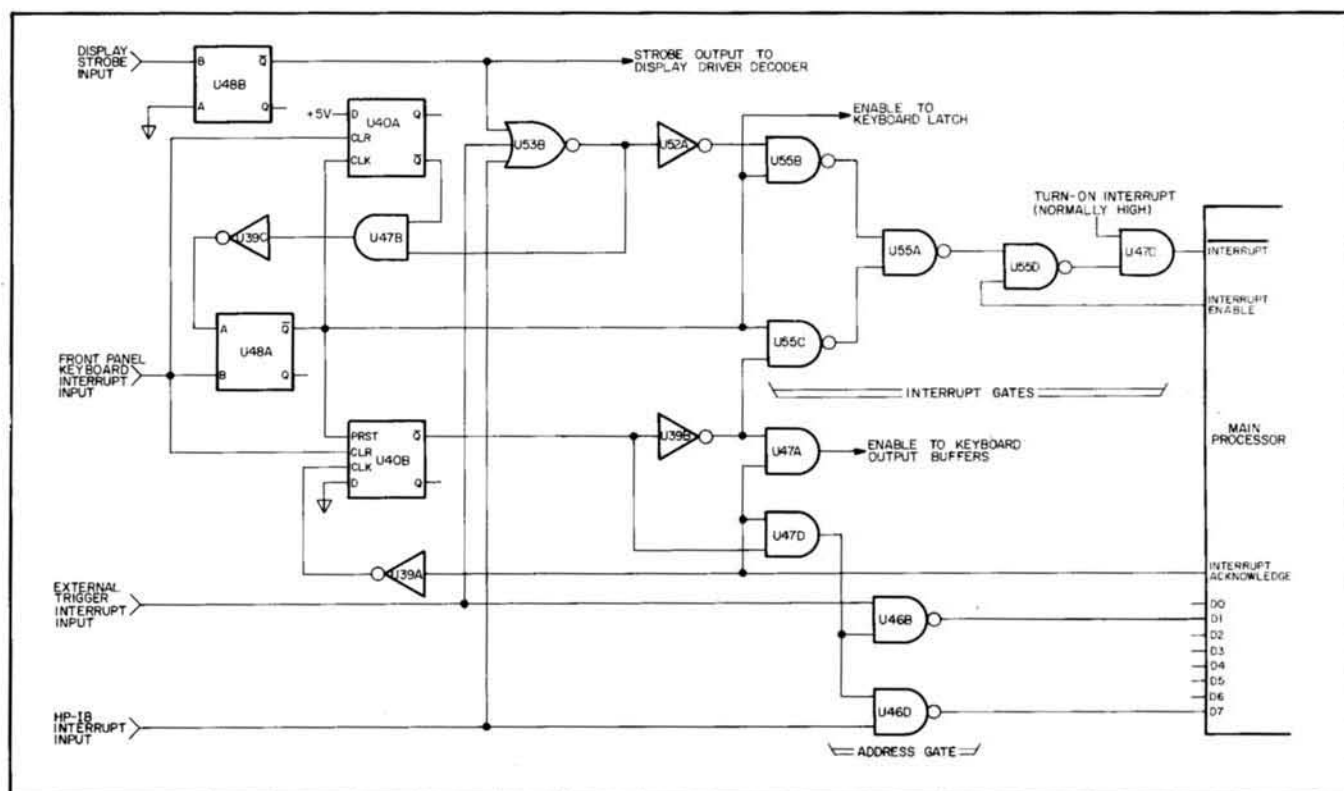 DISPLAY
STROBE
INPUT
B
Q
U48B
A
Q
STROBE OUTPUT TO
DISPLAY DRIVER DECODER
+5V
D
Q
U40A
CLR
CLK
Q
U53B
U52A
ENABLE TO
KEYBOARD LATCH
U55B
TURN-ON INTERRUPT
(NORMALLY HIGH)
U39C
U47B
U55A
U55D
U47C
INTERRUPT
INTERRUPT
ENABLE
A
Q
U48A
B
Q
FRONT PANEL
KEYBOARD
INTERRUPT
INPUT
U55C
INTERRUPT GATES
MAIN
PROCESSOR
PRST
Q
CLR
U40B
CLK
D
Q
U39B
U47A
ENABLE TO KEYBOARD
OUTPUT BUFFERS
U47D
U39A
INTERRUPT
ACKNOWLEDGE
EXTERNAL
TRIGGER
INTERRUPT
INPUT
U46B
D0
D1
D2
D3
D4
D5
D6
D7
HP-IB
INTERRUPT
INPUT
U46D
ADDRESS GATE